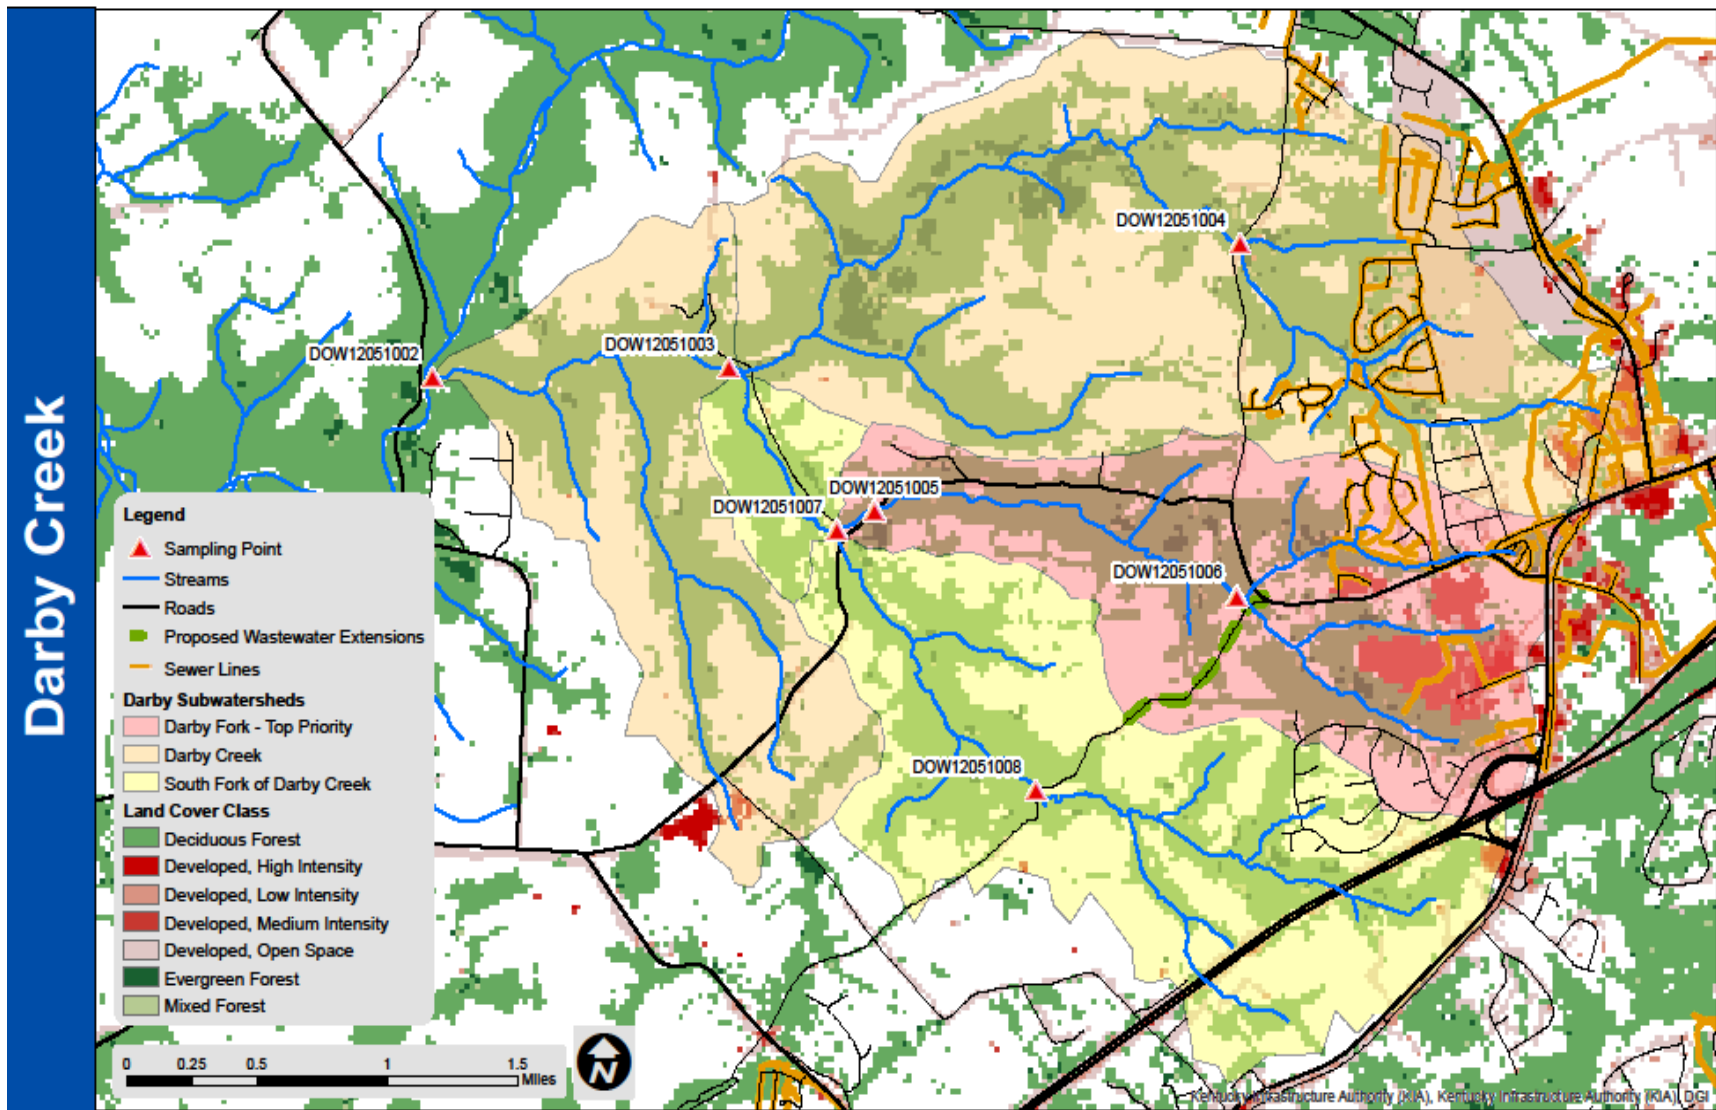 Darby Creek
DOW12051004
DOW12051003
DOW12051002
DOW12051005
DOW12051007
DOW12051006
DOW12051008
Legend
Sampling Point
Streams
Roads
Proposed Wastewater Extensions
Sewer Lines
Darby Subwatersheds
Darby Fork - Top Priority
Darby Creek
South Fork of Darby Creek
Land Cover Class
Deciduous Forest
Developed, High Intensity
Developed, Low Intensity
Developed, Medium Intensity
Developed, Open Space
Evergreen Forest
Mixed Forest
0 0.25 0.5 1 1.5
Miles
N
Kentucky Infrastructure Authority (KIA), Kentucky Infrastructure Authority (KIA), DGI